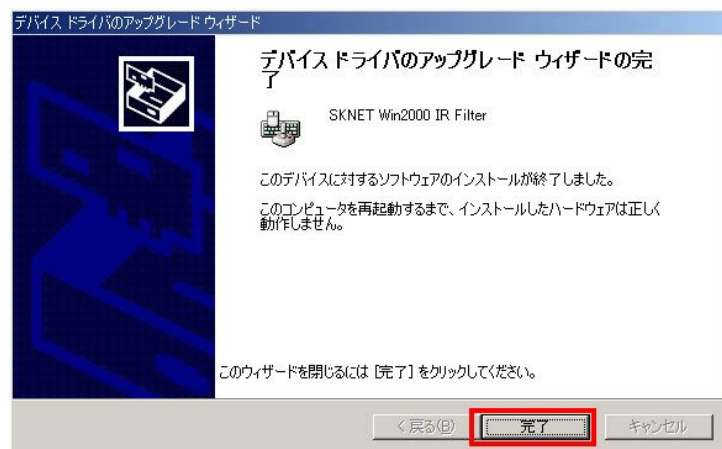 デバイス ドライバのアップグレード ウィザード
デバイス ドライバのアップグレード ウィザードの完
了
SKNET Win2000 IR Filter
このデバイスに対するソフトウェアのインストールが終了しました。
このコンピュータを再起動するまで、インストールしたハードウェアは正しく
動作しません。
このウィザードを閉じるには [完了] をクリックしてください。
< 戻る(B)
完了
キャンセル